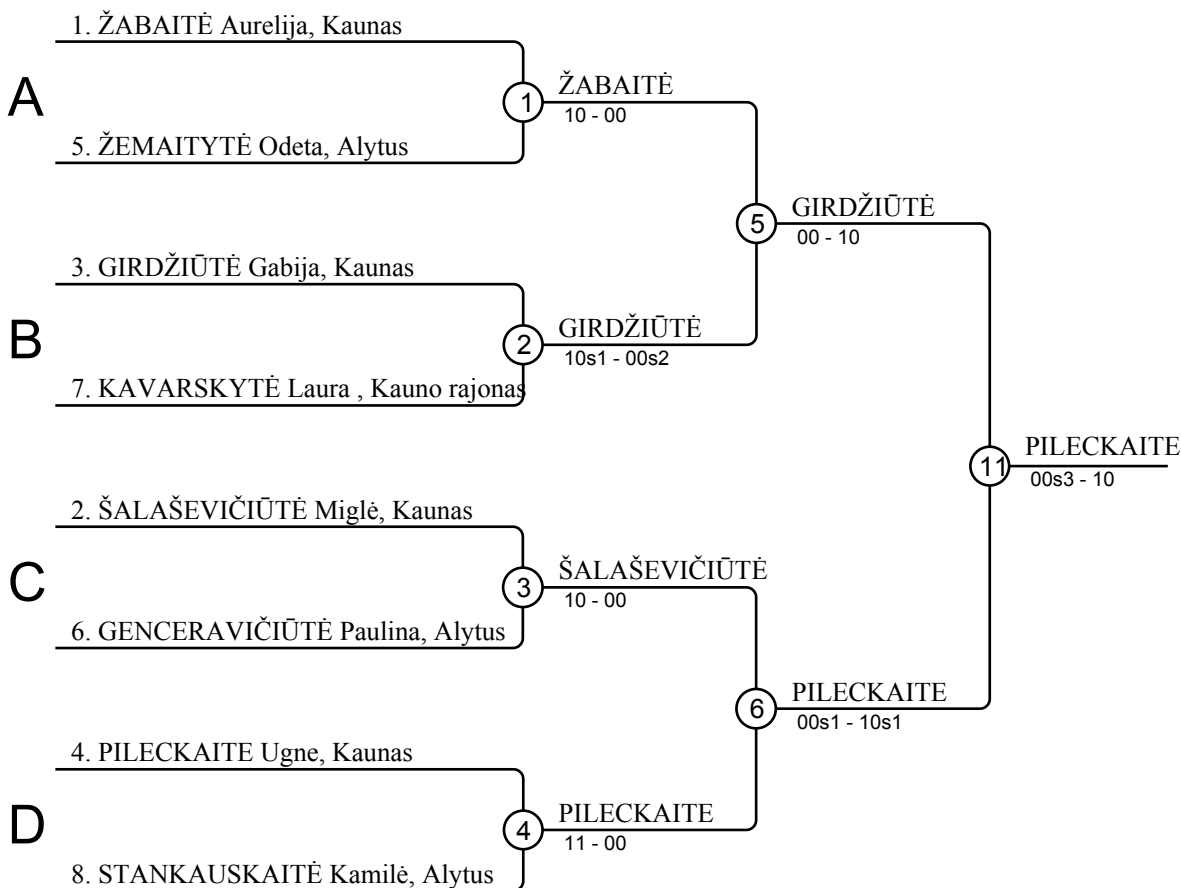 1. ŽABAITĖ Aurelija, Kaunas
A
1
ŽABAITĖ
10 - 00
5. ŽEMAITYTĖ Odeta, Alytus
5
GIRDŽIŪTĖ
00 - 10
3. GIRDŽIŪTĖ Gabija, Kaunas
B
2
GIRDŽIŪTĖ
10s1 - 00s2
7. KAVARSKYTĖ Laura , Kauno rajonas
11
PILECKAITE
00s3 - 10
2. ŠALAŠEVIČIŪTĖ Miglė, Kaunas
C
3
ŠALAŠEVIČIŪTĖ
10 - 00
6. GENCERAVIČIŪTĖ Paulina, Alytus
6
PILECKAITE
00s1 - 10s1
4. PILECKAITE Ugne, Kaunas
D
4
PILECKAITE
11 - 00
8. STANKAUSKAITĖ Kamilė, Alytus